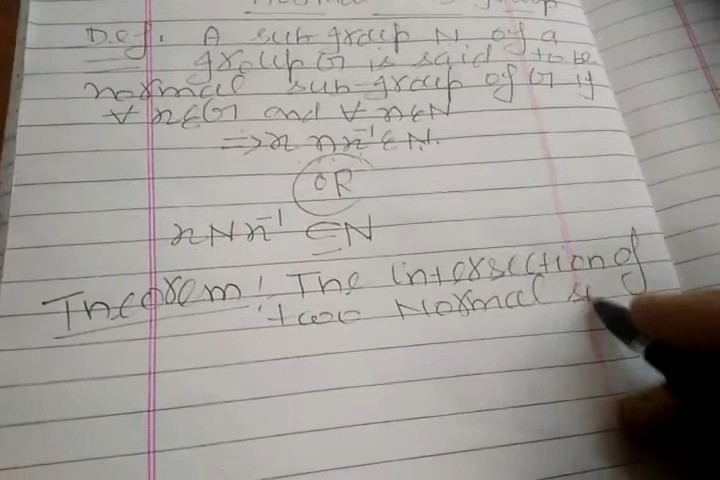 Def. A sub-group N of a
group G is said to be
normal sub-group of G if
∀ x∈G and ∀ n∈N
⇒ x n x⁻¹ ∈ N.
OR
x N x⁻¹ ⊆ N
Theorem: The intersection of
two Normal s